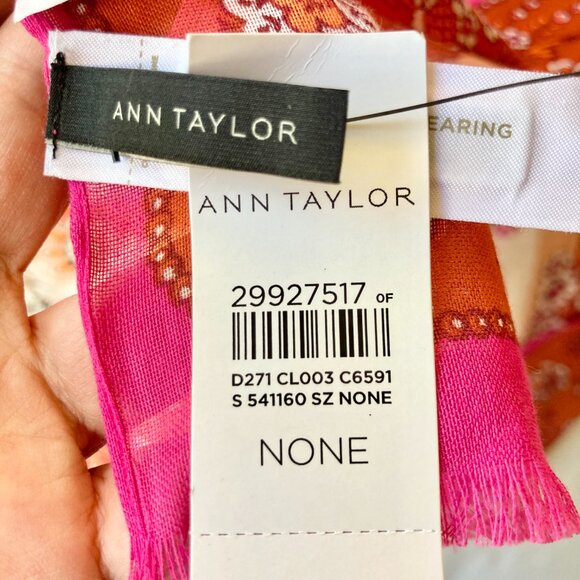 ANN TAYLOR
EARING
ANN TAYLOR
29927517 OF
D271 CL003 C6591
S 541160 SZ NONE
NONE